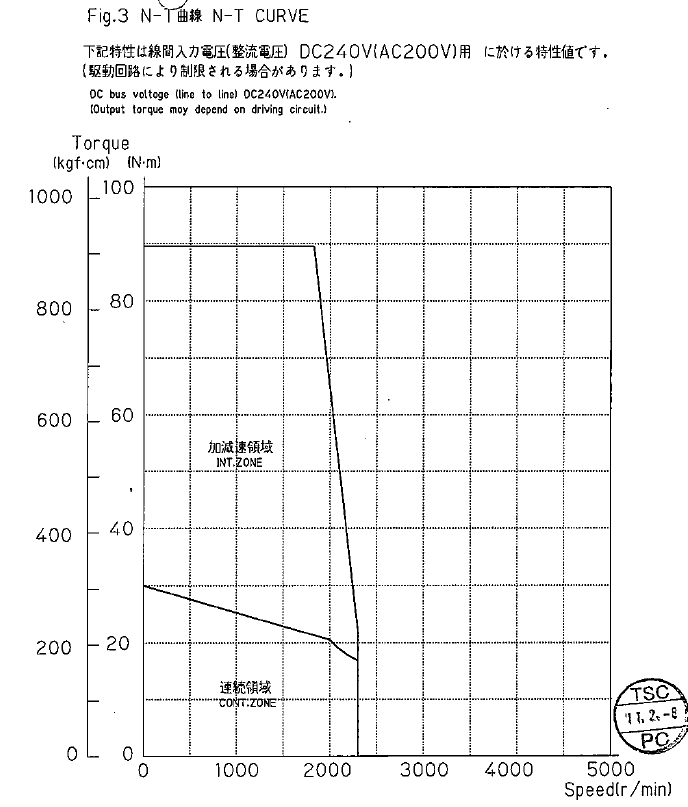 Fig.3 N-T曲線 N-T CURVE
下記特性は線間入力電圧(整流電圧) DC240V(AC200V)用 に於ける特性値です.
(駆動回路により制限される場合があります.)
DC bus voltage (line to line) DC240V(AC200V).
(Output torque may depend on driving circuit.)
Torque
(kgf·cm) (N·m)
1000 100
800 80
600 60
加減速領域
INT.ZONE
400 40
200 20
連続領域
CONT.ZONE
TSC
PC
0 0
0 1000 2000 3000 4000 5000
Speed(r/min)